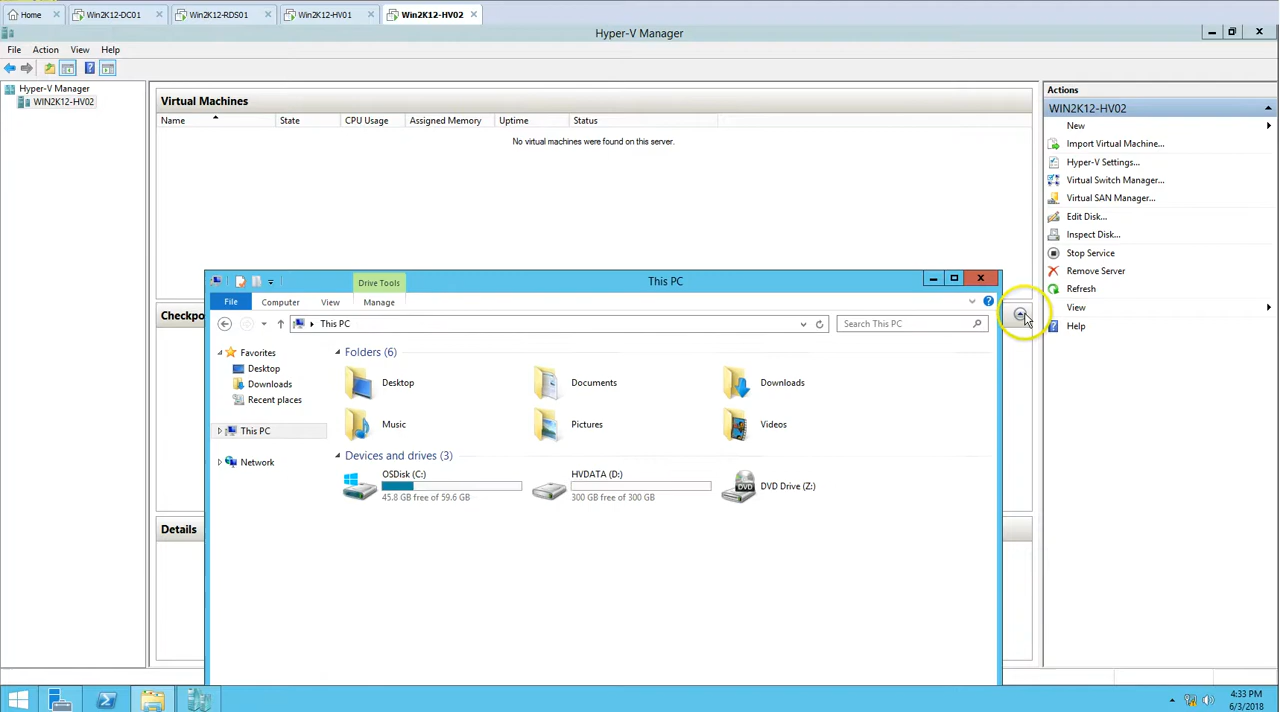 Home
Win2K12-DC01
Win2K12-RDS01
Win2K12-HV01
Win2K12-HV02
Hyper-V Manager
File Action View Help
Hyper-V Manager
WIN2K12-HV02
Virtual Machines
Name State CPU Usage Assigned Memory Uptime Status
No virtual machines were found on this server.
Checkpo
Details
Drive Tools
This PC
File Computer View Manage
This PC
Search This PC
Favorites
Desktop
Downloads
Recent places
This PC
Network
Folders (6)
Desktop Documents Downloads
Music Pictures Videos
Devices and drives (3)
OSDisk (C:)
45.8 GB free of 59.6 GB
HVDATA (D:)
300 GB free of 300 GB
DVD
DVD Drive (Z:)
Actions
WIN2K12-HV02
New
Import Virtual Machine...
Hyper-V Settings...
Virtual Switch Manager...
Virtual SAN Manager...
Edit Disk...
Inspect Disk...
Stop Service
Remove Server
Refresh
View
Help
4:33 PM
6/3/2018